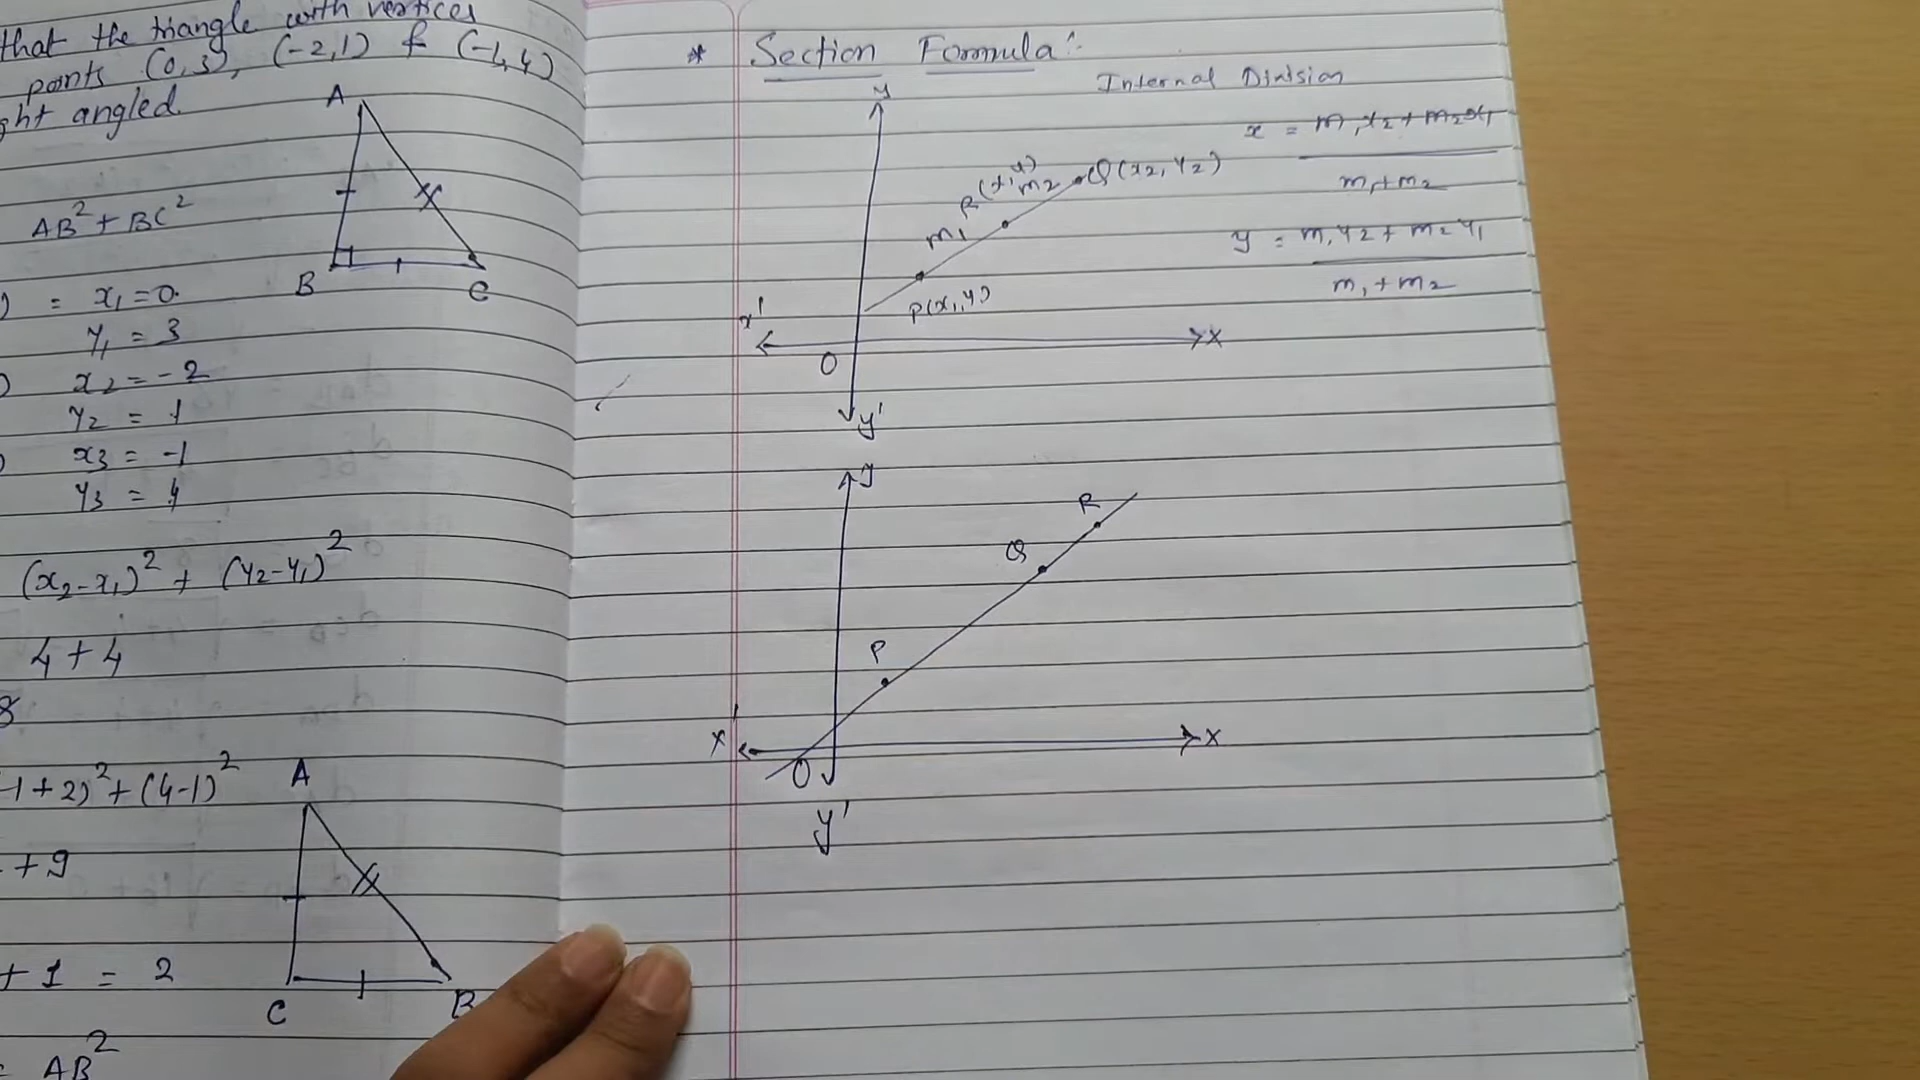 that the triangle with vertices
points (0,3), (-2,1) & (-1,4)
ght angled.
A
AB² + BC²
B
C
) = x₁ = 0.
y₁ = 3
) x₂ = -2
y₂ = 1
) x₃ = -1
y₃ = 4
(x₂-x₁)² + (y₂-y₁)²
4 + 4
8
-1+2)² + (4-1)²
A
+ 9
+ 1 = 2
C
B
= AB²
* Section Formula :
Internal Division
y
x = m₁x₂ + m₂x₁
m₁+m₂
R(x, y)
m₂
Q(x₂, y₂)
m₁
y = m₁y₂ + m₂y₁
m₁ + m₂
P(x₁, y)
x'
X
O
y'
y
R
Q
P
X'
X
O
y'